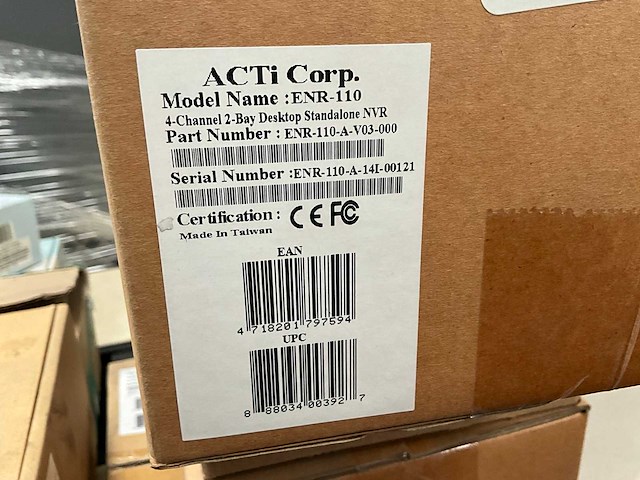 ACTi Corp.
Model Name : ENR-110
4-Channel 2-Bay Desktop Standalone NVR
Part Number : ENR-110-A-V03-000
Serial Number :ENR-110-A-14I-00121
Certification : CE FC
Made In Taiwan
EAN
4 718201 797594
UPC
8 88034 00392 7